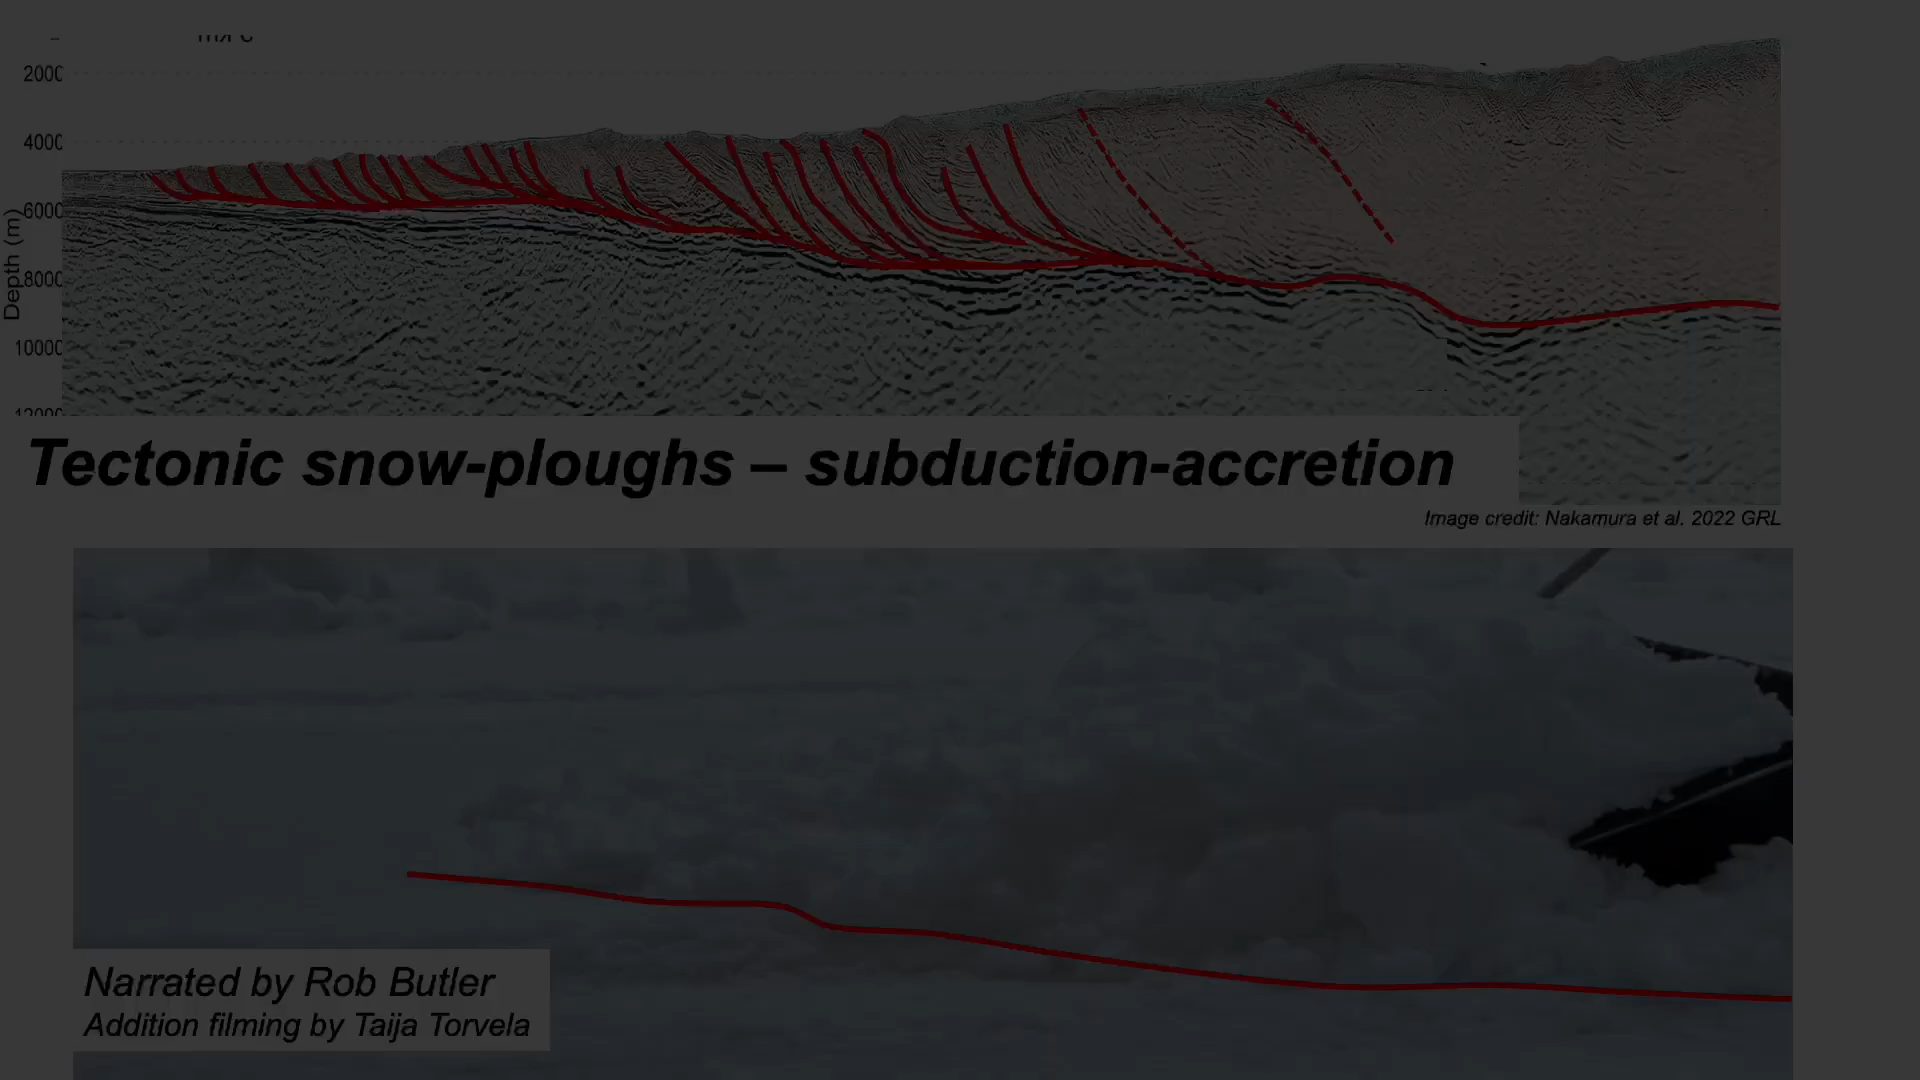 2000
4000
6000
Depth (m)
8000
10000
12000
Tectonic snow-ploughs – subduction-accretion
Image credit: Nakamura et al. 2022 GRL
Narrated by Rob Butler
Addition filming by Taija Torvela